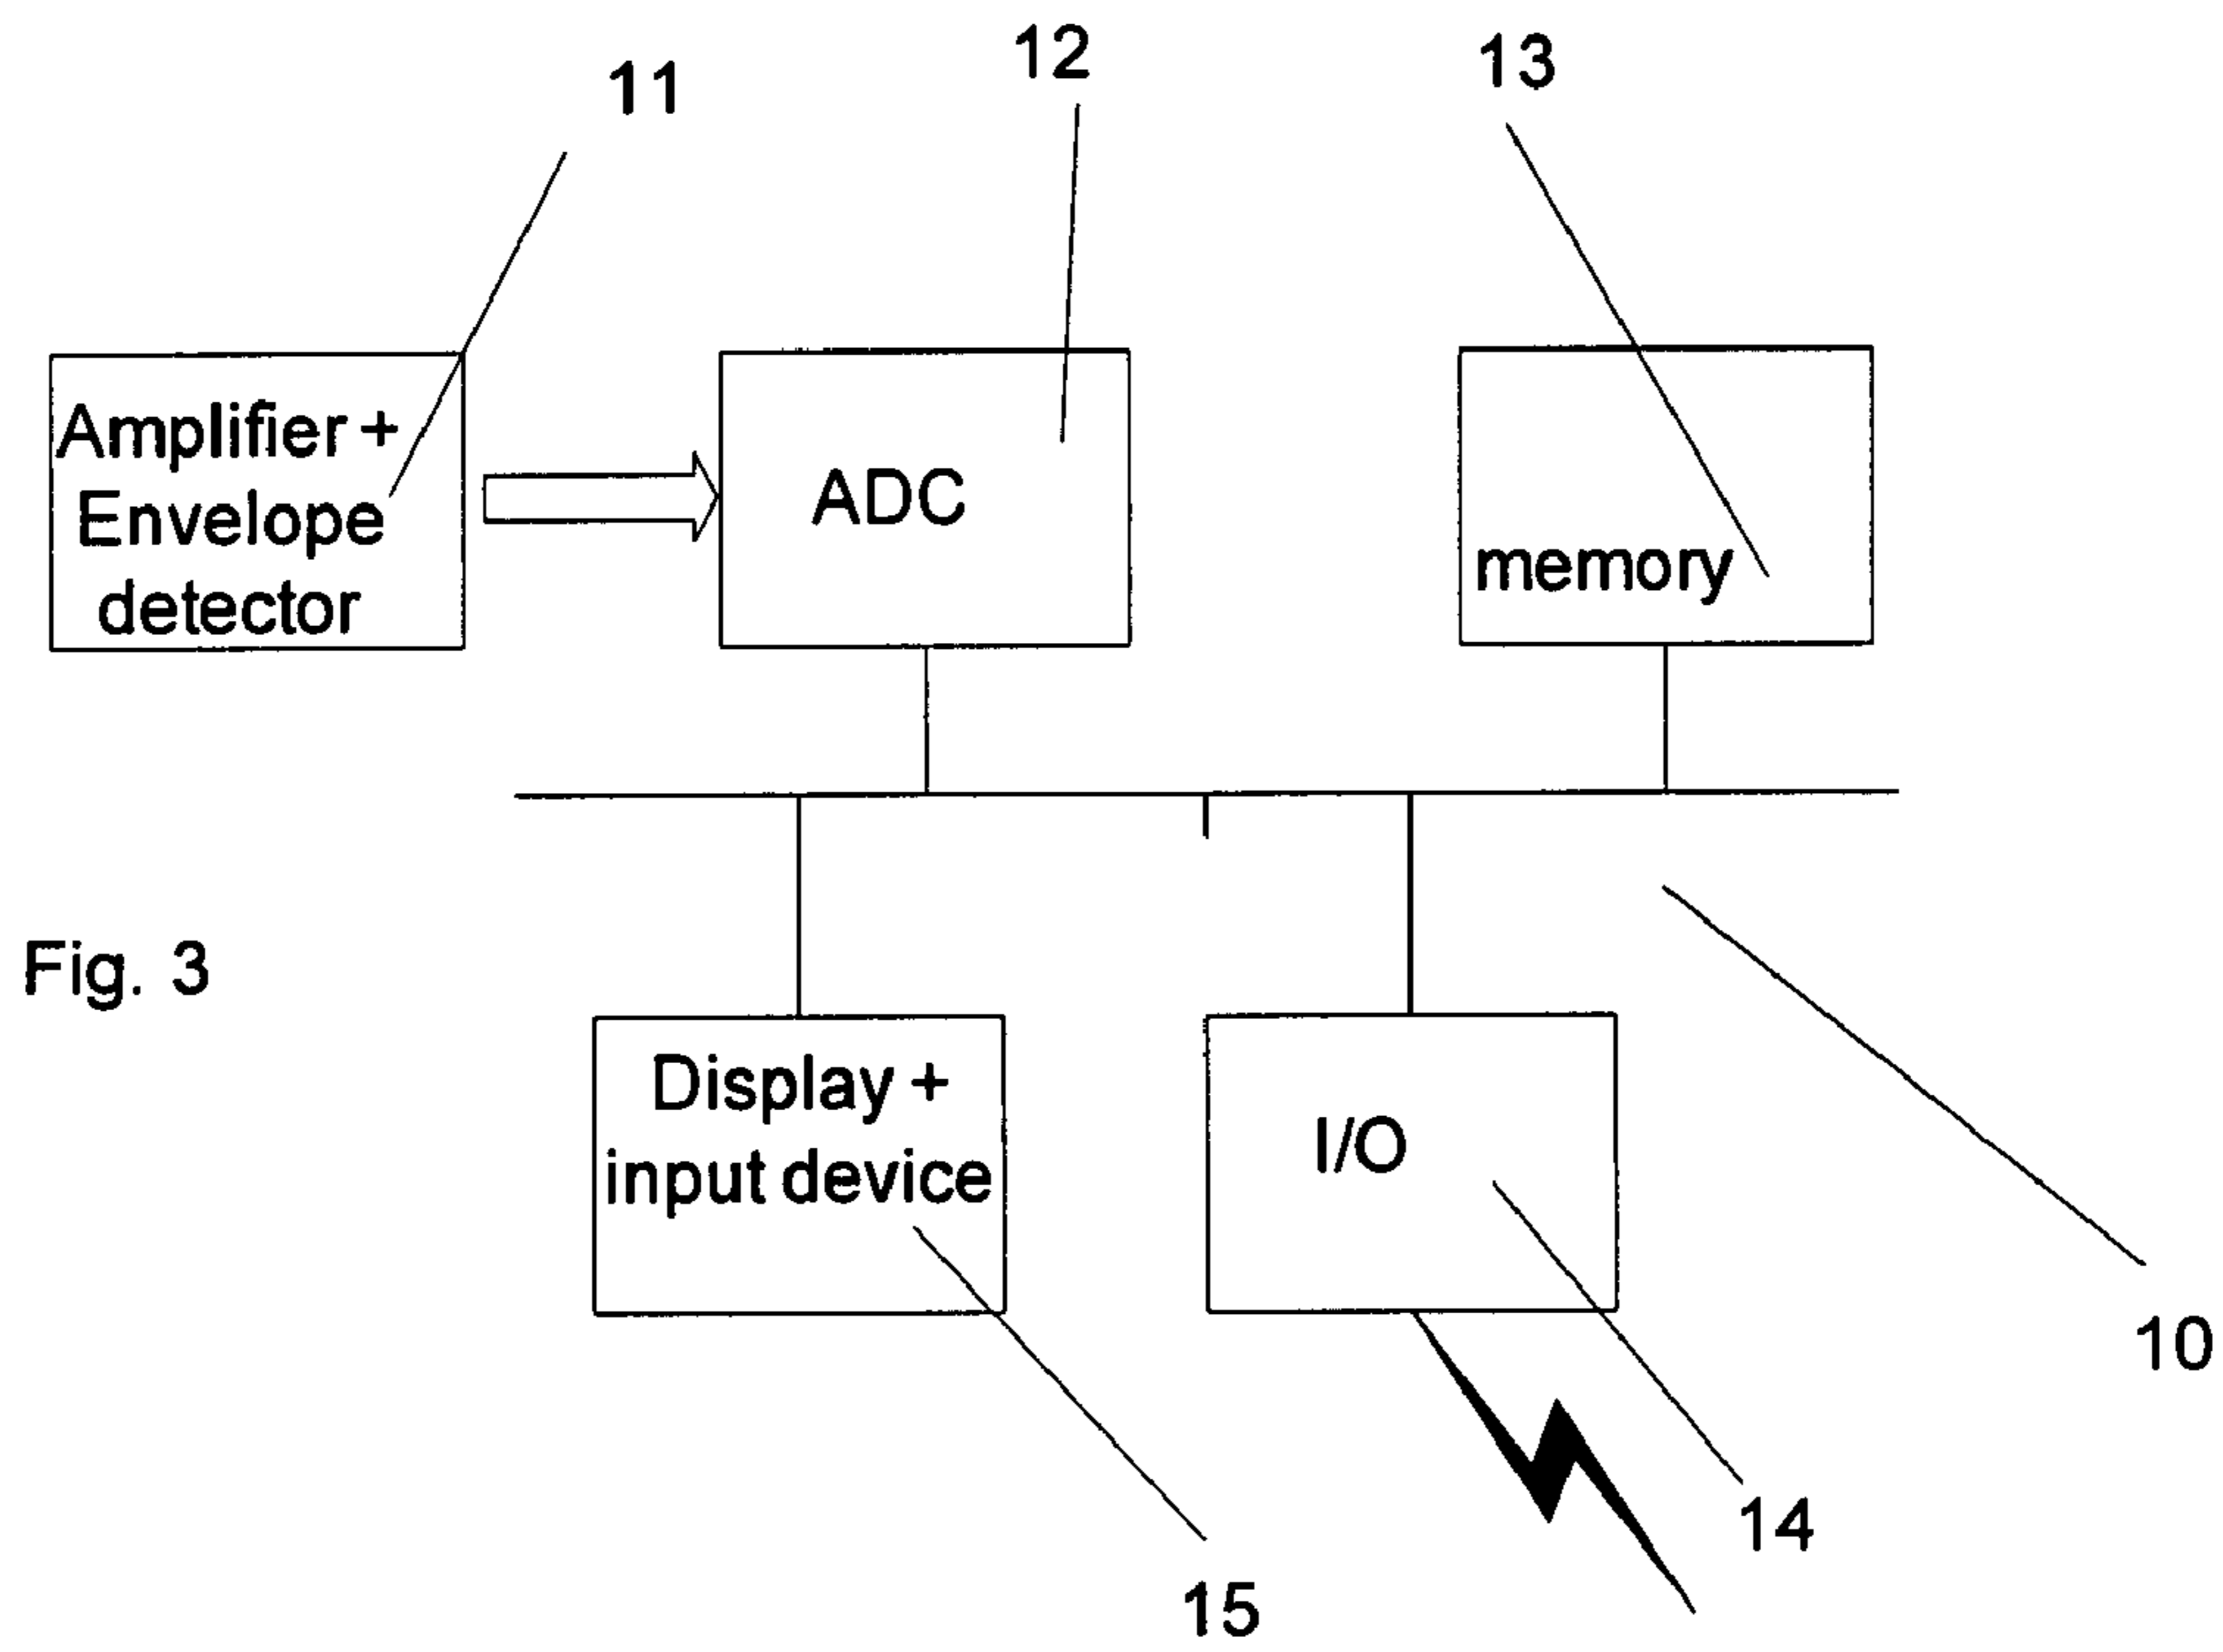 11
12
13
Amplifier +
Envelope
detector
ADC
memory
Fig. 3
Display +
input device
I/O
10
14
15